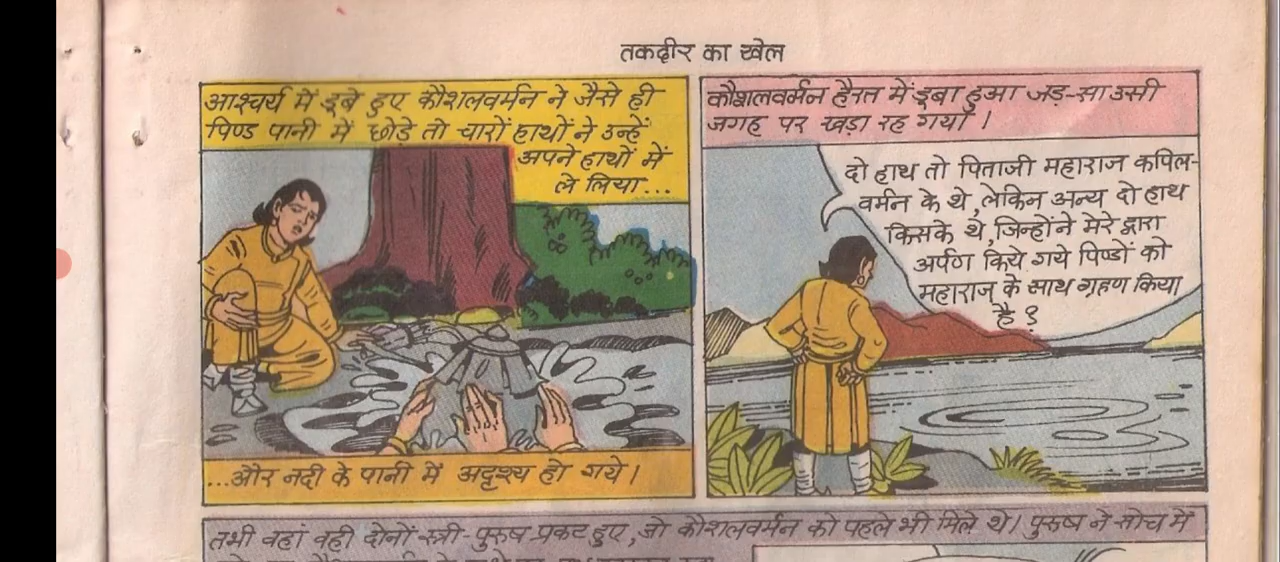 तकदीर का खेल
आश्चर्य में डूबे हुए कौशलवर्मन ने जैसे ही
पिण्ड पानी में छोड़े तो चारों हाथों ने उन्हें
अपने हाथों में
ले लिया...
...और नदी के पानी में अदृश्य हो गये।
कौशलवर्मन हैरत में डूबा हुआ जड़-सा उसी
जगह पर खड़ा रह गया।
दो हाथ तो पिताजी महाराज कपिल-
वर्मन के थे, लेकिन अन्य दो हाथ
किसके थे, जिन्होंने मेरे द्वारा
अर्पण किये गये पिण्डों को
महाराज के साथ ग्रहण किया
है?
तभी वहां वही दोनों स्त्री-पुरुष प्रकट हुए, जो कौशलवर्मन को पहले भी मिले थे। पुरुष ने सोच में